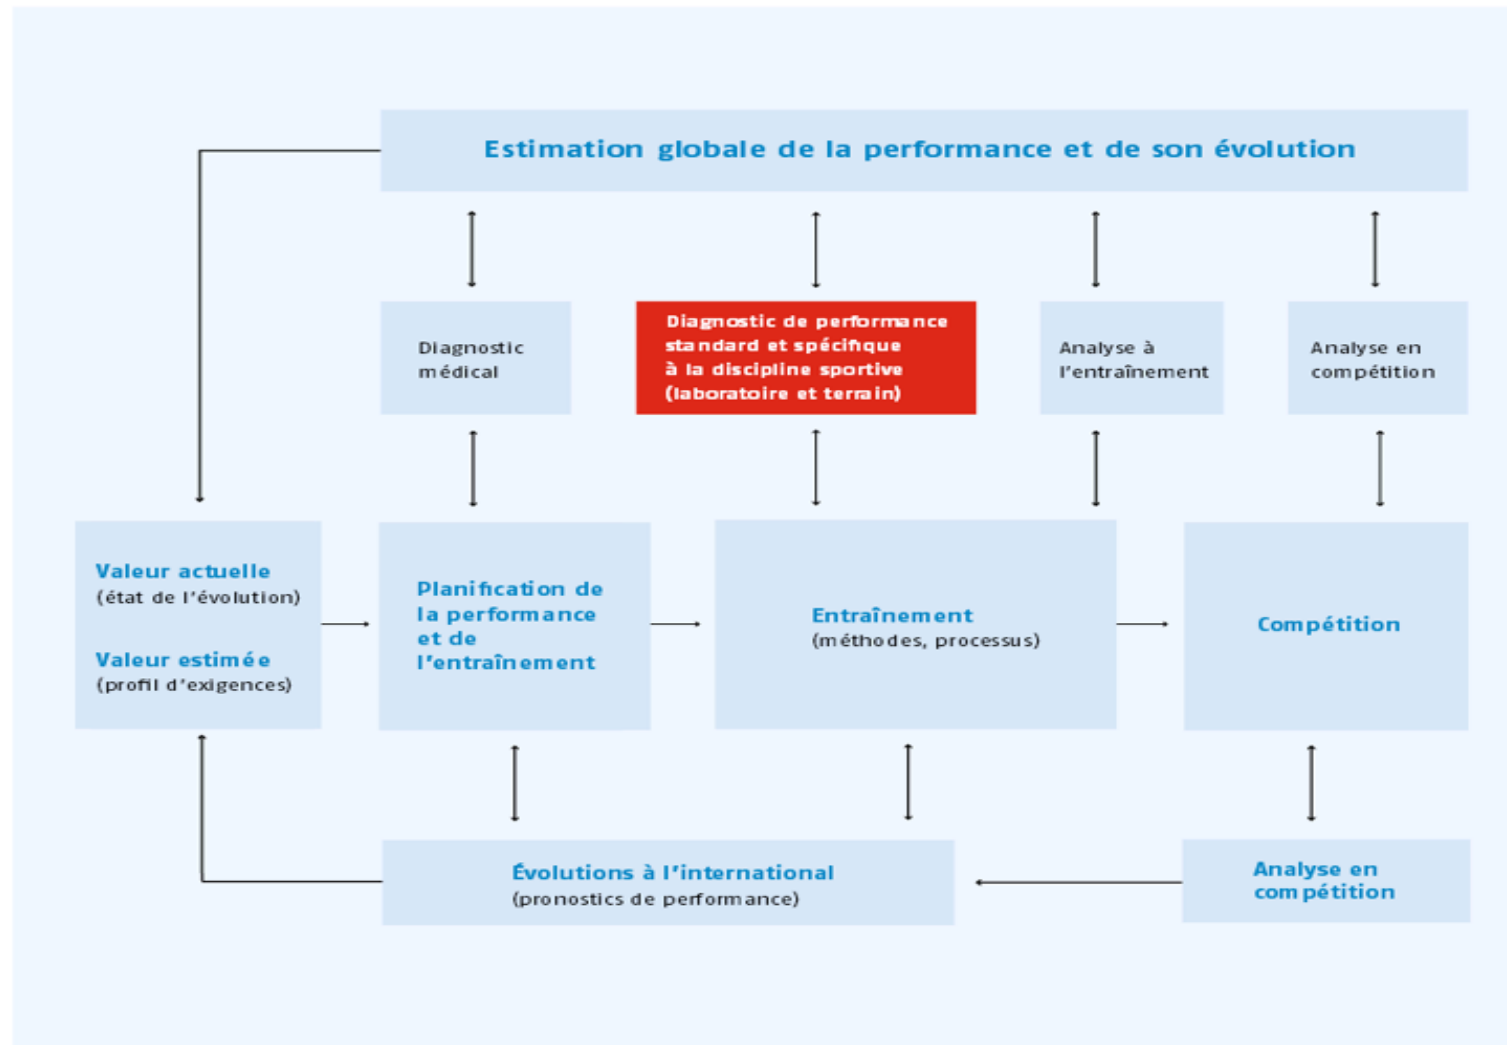 Estimation globale de la performance et de son évolution
Diagnostic
médical
Diagnostic de performance
standard et spécifique
à la discipline sportive
(laboratoire et terrain)
Analyse à
l'entraînement
Analyse en
compétition
Valeur actuelle
(état de l'évolution)
Valeur estimée
(profil d'exigences)
Planification de
la performance
et de
l'entraînement
Entraînement
(méthodes, processus)
Compétition
Évolutions à l'international
(pronostics de performance)
Analyse en
compétition